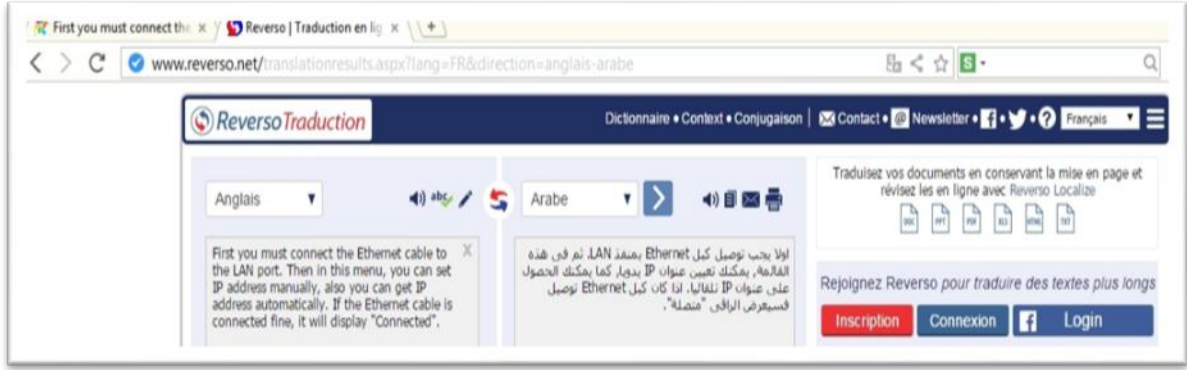 First you must connect the
Reverso | Traduction en lig
www.reverso.net/translationresults.aspx?lang=FR&direction=anglais-arabe
S
ReversoTraduction
Dictionnaire • Context • Conjugaison | Contact • @ Newsletter • f • • ? Français
Anglais
abc
Arabe
Traduisez vos documents en conservant la mise en page et
révisez les en ligne avec Reverso Localize
DOC PPT PDF XLS HTML TXT
First you must connect the Ethernet cable to X
the LAN port. Then in this menu, you can set
IP address manually, also you can get IP
address automatically. If the Ethernet cable is
connected fine, it will display "Connected".
اولا يجب توصيل كبل Ethernet بمنفذ LAN. ثم في هذه
القائمة، يمكنك تعيين عنوان IP يدويا، كما يمكنك الحصول
على عنوان IP تلقائيا. اذا كان كبل Ethernet توصيل
فسيعرض الراقي "متصلة".
Rejoignez Reverso pour traduire des textes plus longs
Inscription Connexion f Login